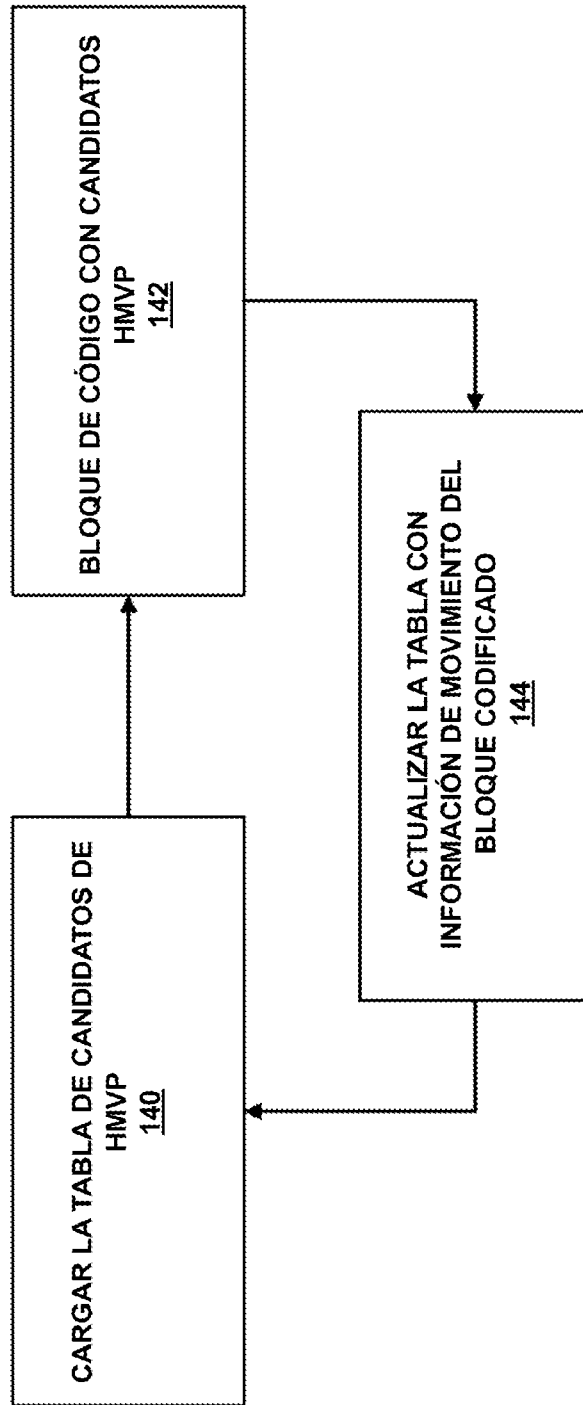 CARGAR LA TABLA DE CANDIDATOS DE
HMVP
140
BLOQUE DE CÓDIGO CON CANDIDATOS
HMVP
142
ACTUALIZAR LA TABLA CON
INFORMACIÓN DE MOVIMIENTO DEL
BLOQUE CODIFICADO
144